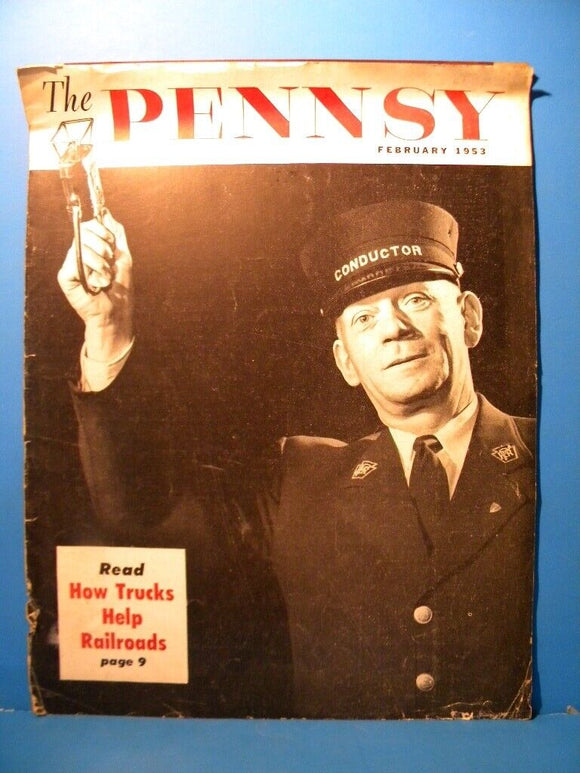 The PENNSY
FEBRUARY 1953
CONDUCTOR
Read
How Trucks
Help
Railroads
page 9